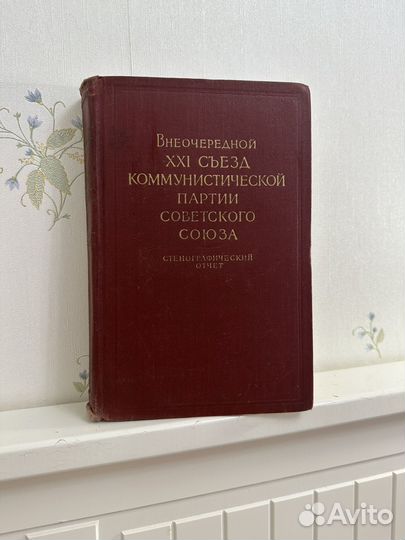 Внеочередной
XXI СЪЕЗД
КОММУНИСТИЧЕСКОЙ
ПАРТИИ
СОВЕТСКОГО
СОЮЗА
СТЕНОГРАФИЧЕСКИЙ
ОТЧЕТ
Avito